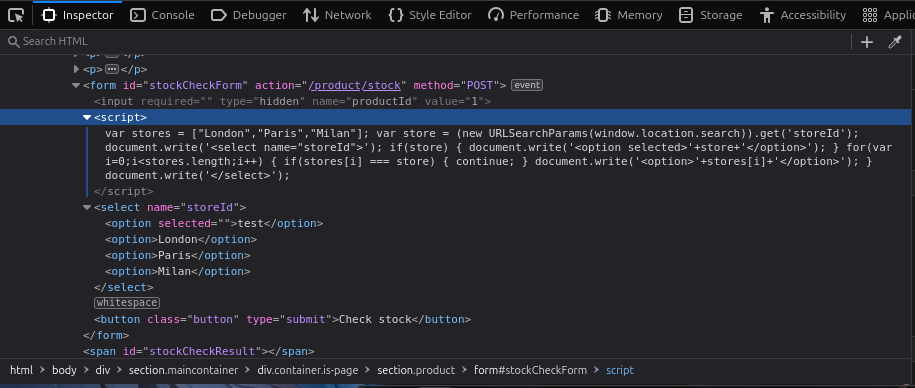 Inspector Console Debugger Network Style Editor Performance Memory Storage Accessibility Applic
Search HTML
<p> </p>
<p> </p>
<form id="stockCheckForm" action="/product/stock" method="POST"> event
<input required="" type="hidden" name="productId" value="1">
<script>
var stores = ["London","Paris","Milan"]; var store = (new URLSearchParams(window.location.search)).get('storeId');
document.write('<select name="storeId">'); if(store) { document.write('<option selected>'+store+'</option>'); } for(var
i=0;i<stores.length;i++) { if(stores[i] === store) { continue; } document.write('<option>'+stores[i]+'</option>'); }
document.write('</select>');
</script>
<select name="storeId">
<option selected="">test</option>
<option>London</option>
<option>Paris</option>
<option>Milan</option>
</select>
whitespace
<button class="button" type="submit">Check stock</button>
</form>
<span id="stockCheckResult"></span>
html > body > div > section.maincontainer > div.container.is-page > section.product > form#stockCheckForm > script